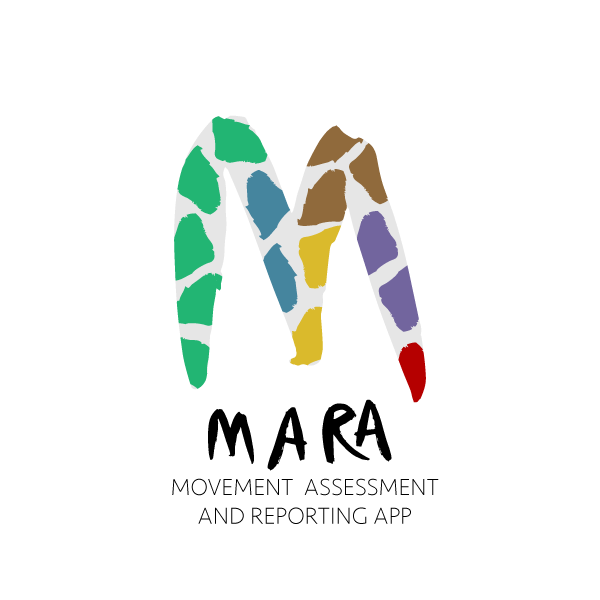 M
MARA
MOVEMENT ASSESSMENT
AND REPORTING APP